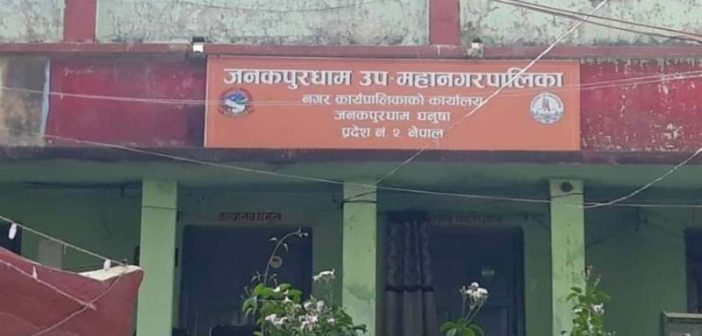 जनकपुरधाम उप-महानगरपालिका
नगर कार्यपालिकाको कार्यालय
जनकपुरधाम धनुषा
प्रदेश नं. २ नेपाल